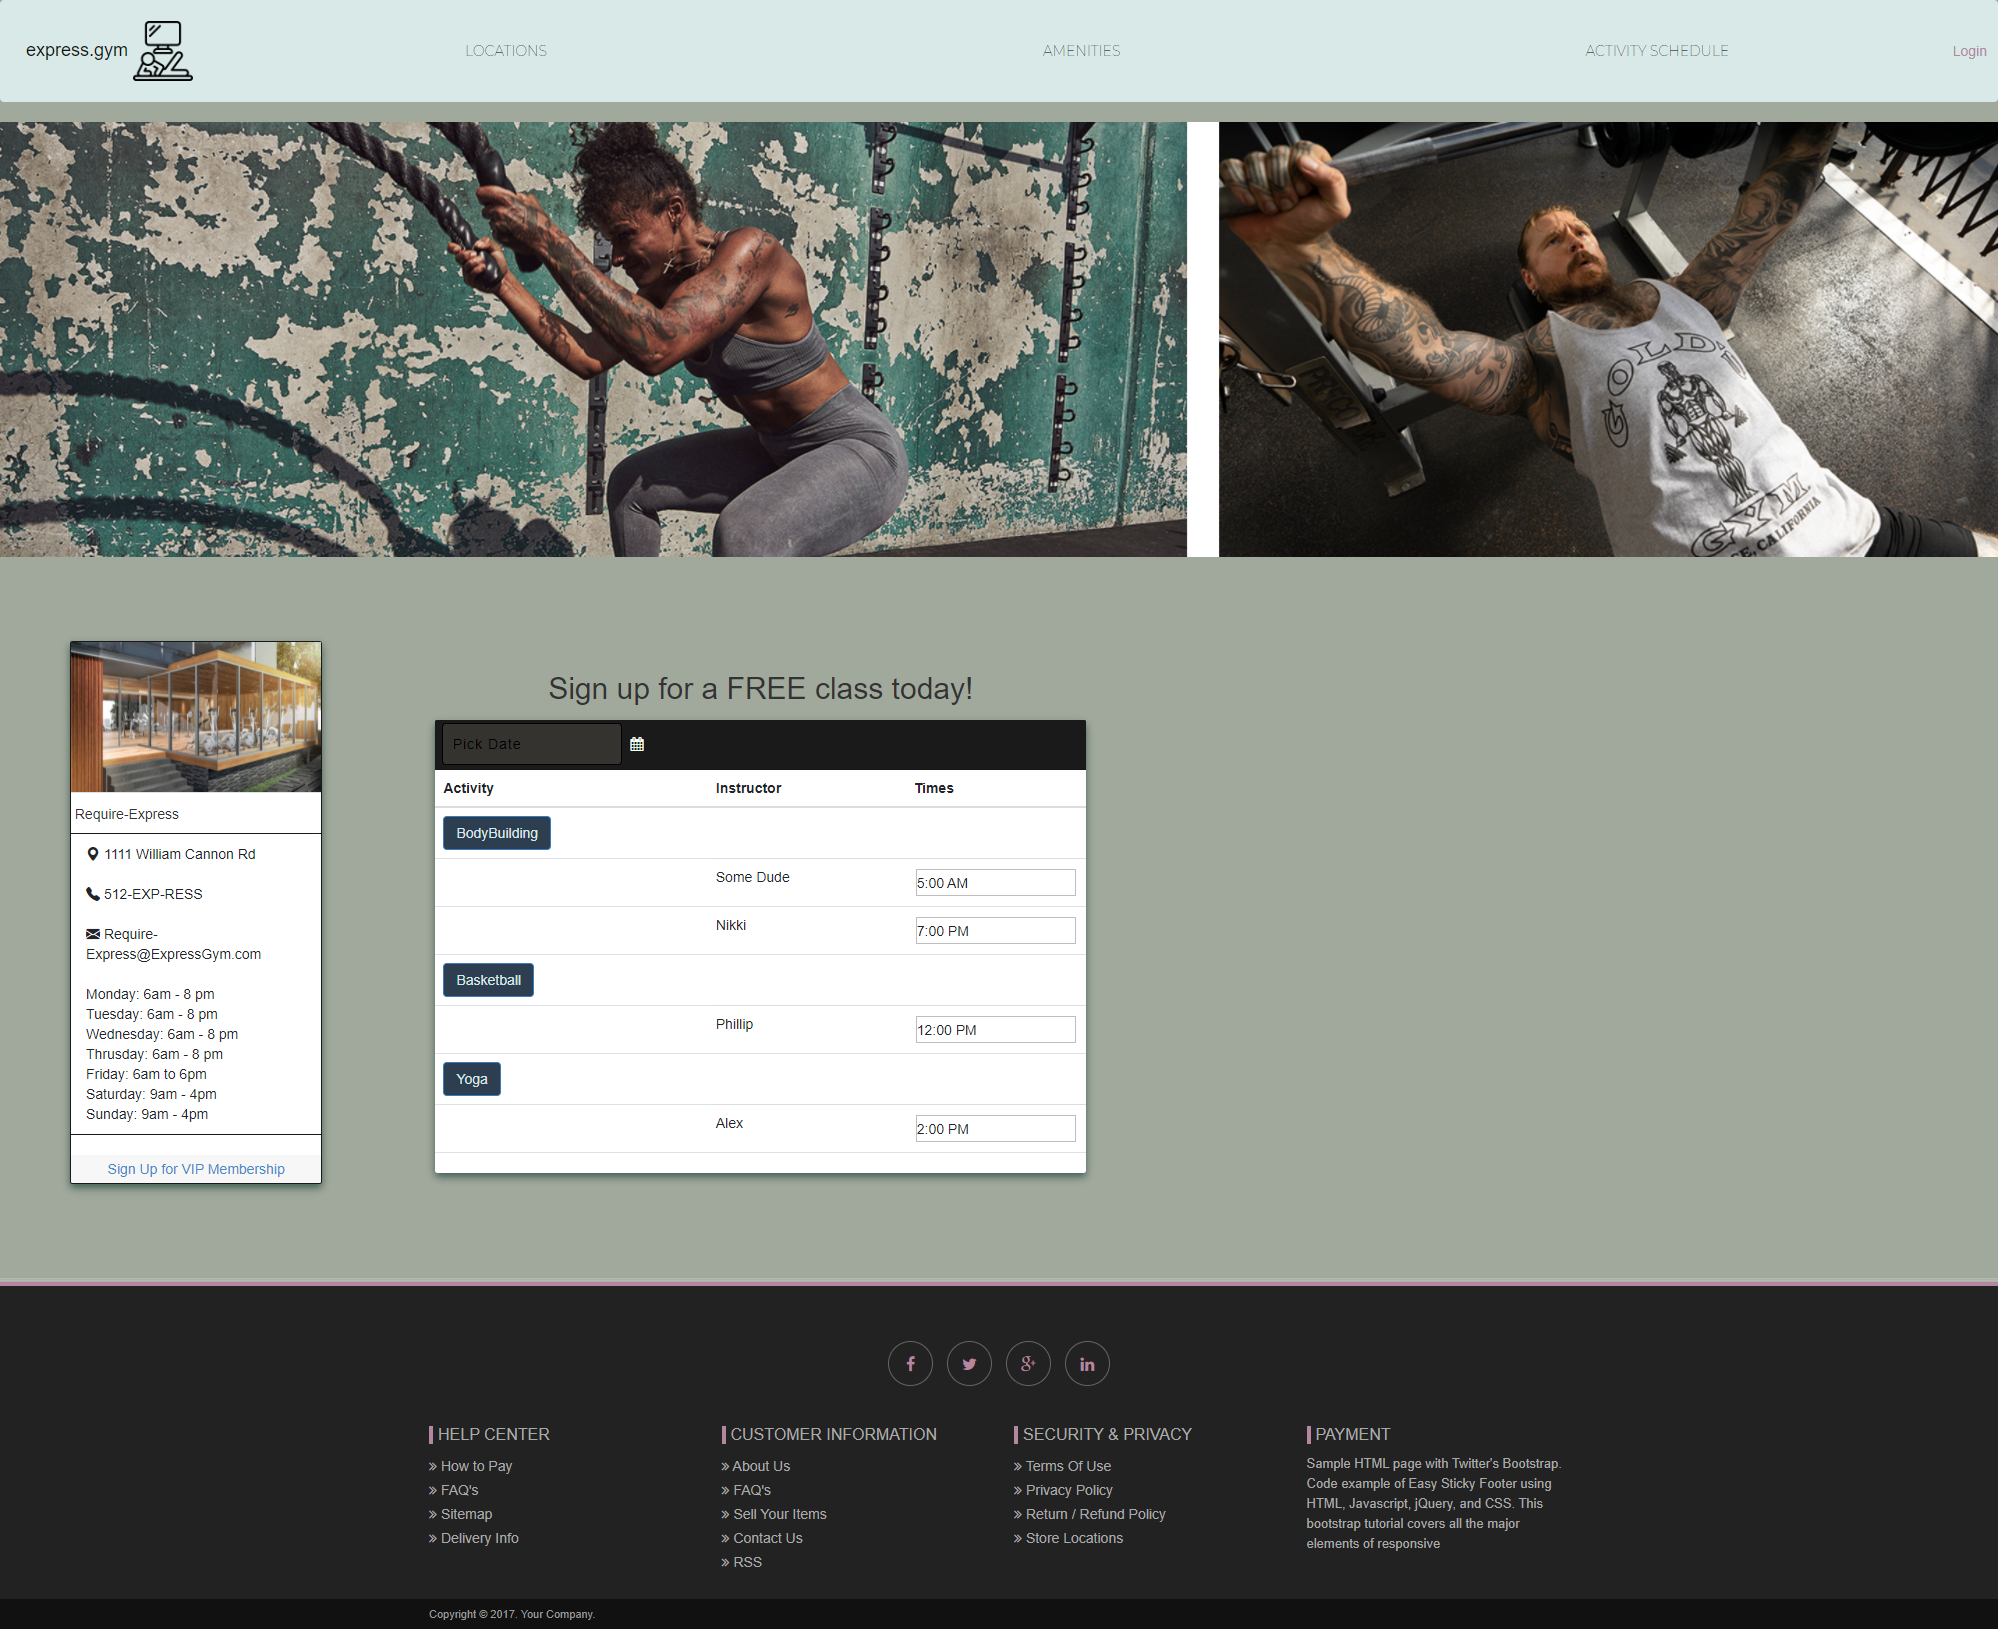 express.gym
LOCATIONS
AMENITIES
ACTIVITY SCHEDULE
Login
GOLD'S
GYM
CALIFORNIA
Sign up for a FREE class today!
Pick Date
Activity Instructor Times
BodyBuilding
Some Dude 5:00 AM
Nikki 7:00 PM
Basketball
Phillip 12:00 PM
Yoga
Alex 2:00 PM
Require-Express
1111 William Cannon Rd
512-EXP-RESS
Require-
Express@ExpressGym.com
Monday: 6am - 8 pm
Tuesday: 6am - 8 pm
Wednesday: 6am - 8 pm
Thrusday: 6am - 8 pm
Friday: 6am to 6pm
Saturday: 9am - 4pm
Sunday: 9am - 4pm
Sign Up for VIP Membership
HELP CENTER
» How to Pay
» FAQ's
» Sitemap
» Delivery Info
CUSTOMER INFORMATION
» About Us
» FAQ's
» Sell Your Items
» Contact Us
» RSS
SECURITY & PRIVACY
» Terms Of Use
» Privacy Policy
» Return / Refund Policy
» Store Locations
PAYMENT
Sample HTML page with Twitter's Bootstrap.
Code example of Easy Sticky Footer using
HTML, Javascript, jQuery, and CSS. This
bootstrap tutorial covers all the major
elements of responsive
Copyright © 2017. Your Company.